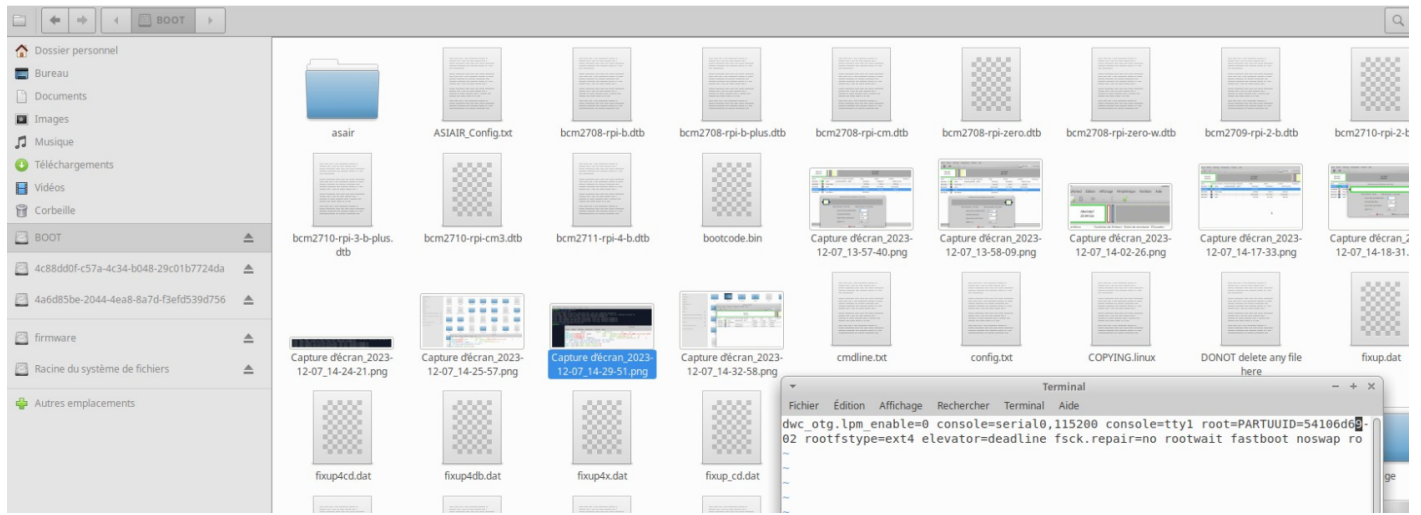 BOOT
Dossier personnel
Bureau
Documents
Images
Musique
Téléchargements
Vidéos
Corbeille
BOOT
4c88dd0f-c57a-4c34-b048-29c01b7724da
4a6d85be-2044-4ea8-8a7d-f3efd539d756
firmware
Racine du système de fichiers
Autres emplacements
asair
ASIAIR_Config.txt
bcm2708-rpi-b.dtb
bcm2708-rpi-b-plus.dtb
bcm2708-rpi-cm.dtb
bcm2708-rpi-zero.dtb
bcm2708-rpi-zero-w.dtb
bcm2709-rpi-2-b.dtb
bcm2710-rpi-2-b
bcm2710-rpi-3-b-plus.
dtb
bcm2710-rpi-cm3.dtb
bcm2711-rpi-4-b.dtb
bootcode.bin
Capture d'écran_2023-
12-07_13-57-40.png
Capture d'écran_2023-
12-07_13-58-09.png
Capture d'écran_2023-
12-07_14-02-26.png
Capture d'écran_2023-
12-07_14-17-33.png
Capture d'écran_2
12-07_14-18-31.
Capture d'écran_2023-
12-07_14-24-21.png
Capture d'écran_2023-
12-07_14-25-57.png
Capture d'écran_2023-
12-07_14-29-51.png
Capture d'écran_2023-
12-07_14-32-58.png
cmdline.txt
config.txt
COPYING.linux
DONOT delete any file
here
fixup.dat
fixup4cd.dat
fixup4db.dat
fixup4x.dat
fixup_cd.dat
ge
Terminal
Fichier Édition Affichage Rechercher Terminal Aide
dwc_otg.lpm_enable=0 console=serial0,115200 console=tty1 root=PARTUUID=54106d69-
02 rootfstype=ext4 elevator=deadline fsck.repair=no rootwait fastboot noswap ro
~
~
~
~